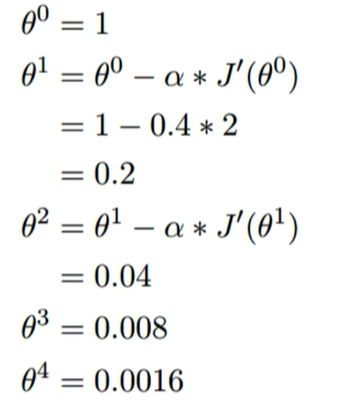 θ⁰ = 1
θ¹ = θ⁰ − α ∗ J′(θ⁰)
= 1 − 0.4 ∗ 2
= 0.2
θ² = θ¹ − α ∗ J′(θ¹)
= 0.04
θ³ = 0.008
θ⁴ = 0.0016